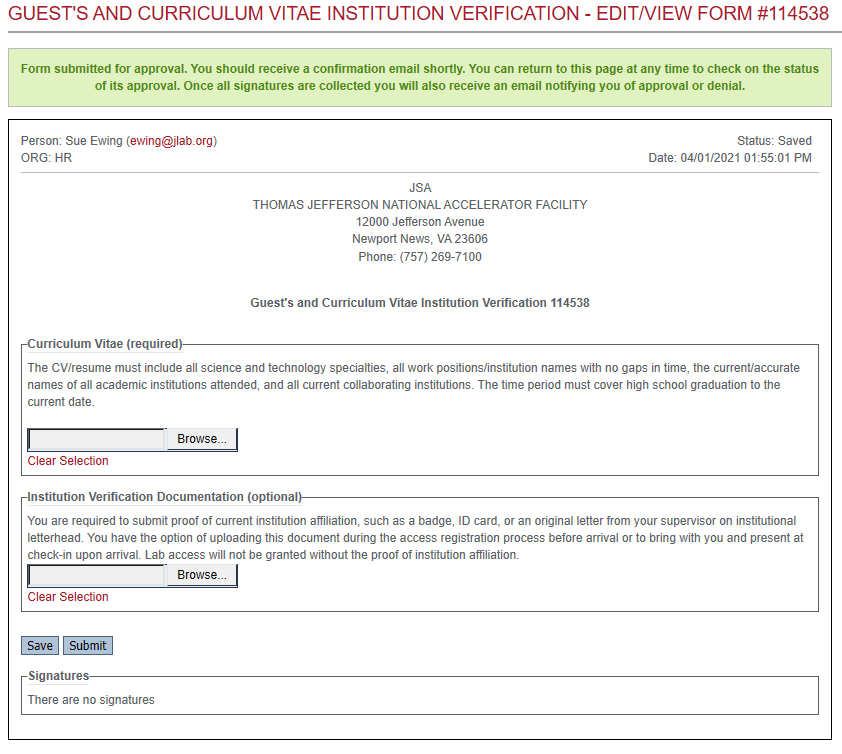 GUEST'S AND CURRICULUM VITAE INSTITUTION VERIFICATION - EDIT/VIEW FORM #114538
Form submitted for approval. You should receive a confirmation email shortly. You can return to this page at any time to check on the status
of its approval. Once all signatures are collected you will also receive an email notifying you of approval or denial.
Person: Sue Ewing (ewing@jlab.org)
Status: Saved
ORG: HR
Date: 04/01/2021 01:55:01 PM
JSA
THOMAS JEFFERSON NATIONAL ACCELERATOR FACILITY
12000 Jefferson Avenue
Newport News, VA 23606
Phone: (757) 269-7100
Guest's and Curriculum Vitae Institution Verification 114538
Curriculum Vitae (required)
The CV/resume must include all science and technology specialties, all work positions/institution names with no gaps in time, the current/accurate
names of all academic institutions attended, and all current collaborating institutions. The time period must cover high school graduation to the
current date.
Browse...
Clear Selection
Institution Verification Documentation (optional)
You are required to submit proof of current institution affiliation, such as a badge, ID card, or an original letter from your supervisor on institutional
letterhead. You have the option of uploading this document during the access registration process before arrival or to bring with you and present at
check-in upon arrival. Lab access will not be granted without the proof of institution affiliation.
Browse...
Clear Selection
Save Submit
Signatures
There are no signatures